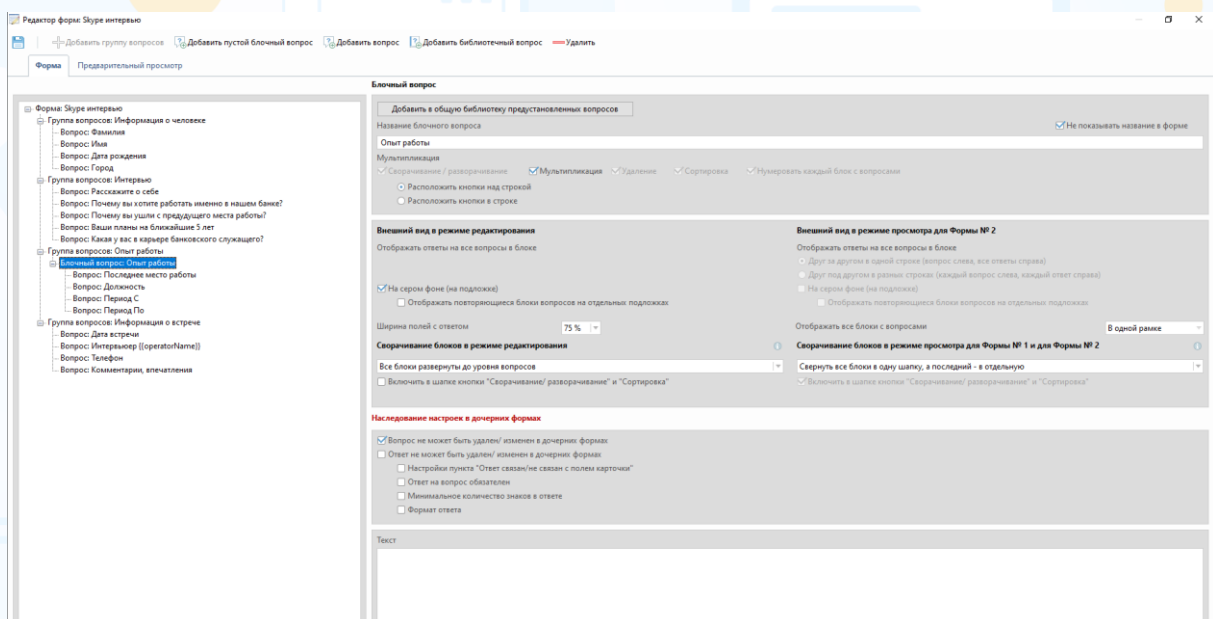 Редактор форм: Skype интервью
Добавить группу вопросов Добавить пустой блочный вопрос Добавить вопрос Добавить библиотечный вопрос Удалить
Форма Предварительный просмотр
Форма: Skype интервью
Группа вопросов: Информация о человеке
Вопрос: Фамилия
Вопрос: Имя
Вопрос: Дата рождения
Вопрос: Город
Группа вопросов: Интервью
Вопрос: Расскажите о себе
Вопрос: Почему вы хотите работать именно в нашем банке?
Вопрос: Почему вы ушли с предудущего места работы?
Вопрос: Ваши планы на ближайшие 5 лет
Вопрос: Какая у вас в карьере банковского служащего?
Группа вопросов: Опыт работы
Блочный вопрос: Опыт работы
Вопрос: Последнее место работы
Вопрос: Должность
Вопрос: Период С
Вопрос: Период По
Группа вопросов: Информация о встрече
Вопрос: Дата встречи
Вопрос: Интервьюер {{operatorName}}
Вопрос: Телефон
Вопрос: Комментарии, впечатления
Блочный вопрос
Добавить в общую библиотеку предустановленных вопросов
Название блочного вопроса Не показывать название в форме
Опыт работы
Мультипликация
Сворачивание / разворачивание Мультипликация Удаление Сортировка Нумеровать каждый блок с вопросами
Расположить кнопки над строкой
Расположить кнопки в строке
Внешний вид в режиме редактирования
Отображать ответы на все вопросы в блоке
На сером фоне (на подложке)
Отображать повторяющиеся блоки вопросов на отдельных подложках
Ширина полей с ответом 75 %
Сворачивание блоков в режиме редактирования
Все блоки развернуты до уровня вопросов
Включить в шапке кнопки "Сворачивание/ разворачивание" и "Сортировка"
Внешний вид в режиме просмотра для Формы № 2
Отображать ответы на все вопросы в блоке
Друг за другом в одной строке (вопрос слева, все ответы справа)
Друг под другом в разных строках (каждый вопрос слева, каждый ответ справа)
На сером фоне (на подложке)
Отображать повторяющиеся блоки вопросов на отдельных подложках
Отображать все блоки с вопросами В одной рамке
Сворачивание блоков в режиме просмотра для Формы № 1 и для Формы № 2
Свернуть все блоки в одну шапку, а последний - в отдельную
Включить в шапке кнопки "Сворачивание/ разворачивание" и "Сортировка"
Наследование настроек в дочерних формах
Вопрос не может быть удален/ изменен в дочерних формах
Ответ не может быть удален/ изменен в дочерних формах
Настройки пункта "Ответ связан/не связан с полем карточки"
Ответ на вопрос обязателен
Минимальное количество знаков в ответе
Формат ответа
Текст